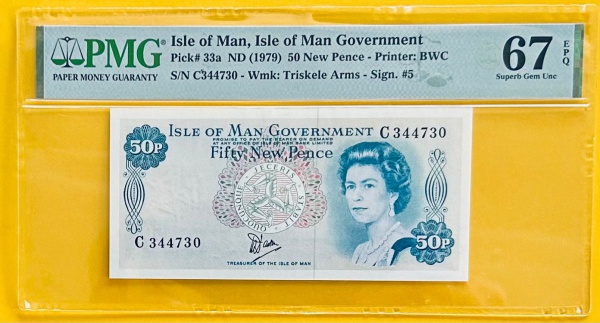 PMG
PAPER MONEY GUARANTY
Isle of Man, Isle of Man Government
Pick# 33a ND (1979) 50 New Pence - Printer: BWC
S/N C344730 - Wmk: Triskele Arms - Sign. #5
67
EPQ
Superb Gem Unc
ISLE OF MAN GOVERNMENT
C 344730
50P
PROMISE TO PAY THE BEARER ON DEMAND
AT ANY OFFICE OF ISLE OF MAN BANK LIMITED
Fifty New Pence
QUOCUNQUE JECERIS STABIT
C 344730
TREASURER OF THE ISLE OF MAN
50P